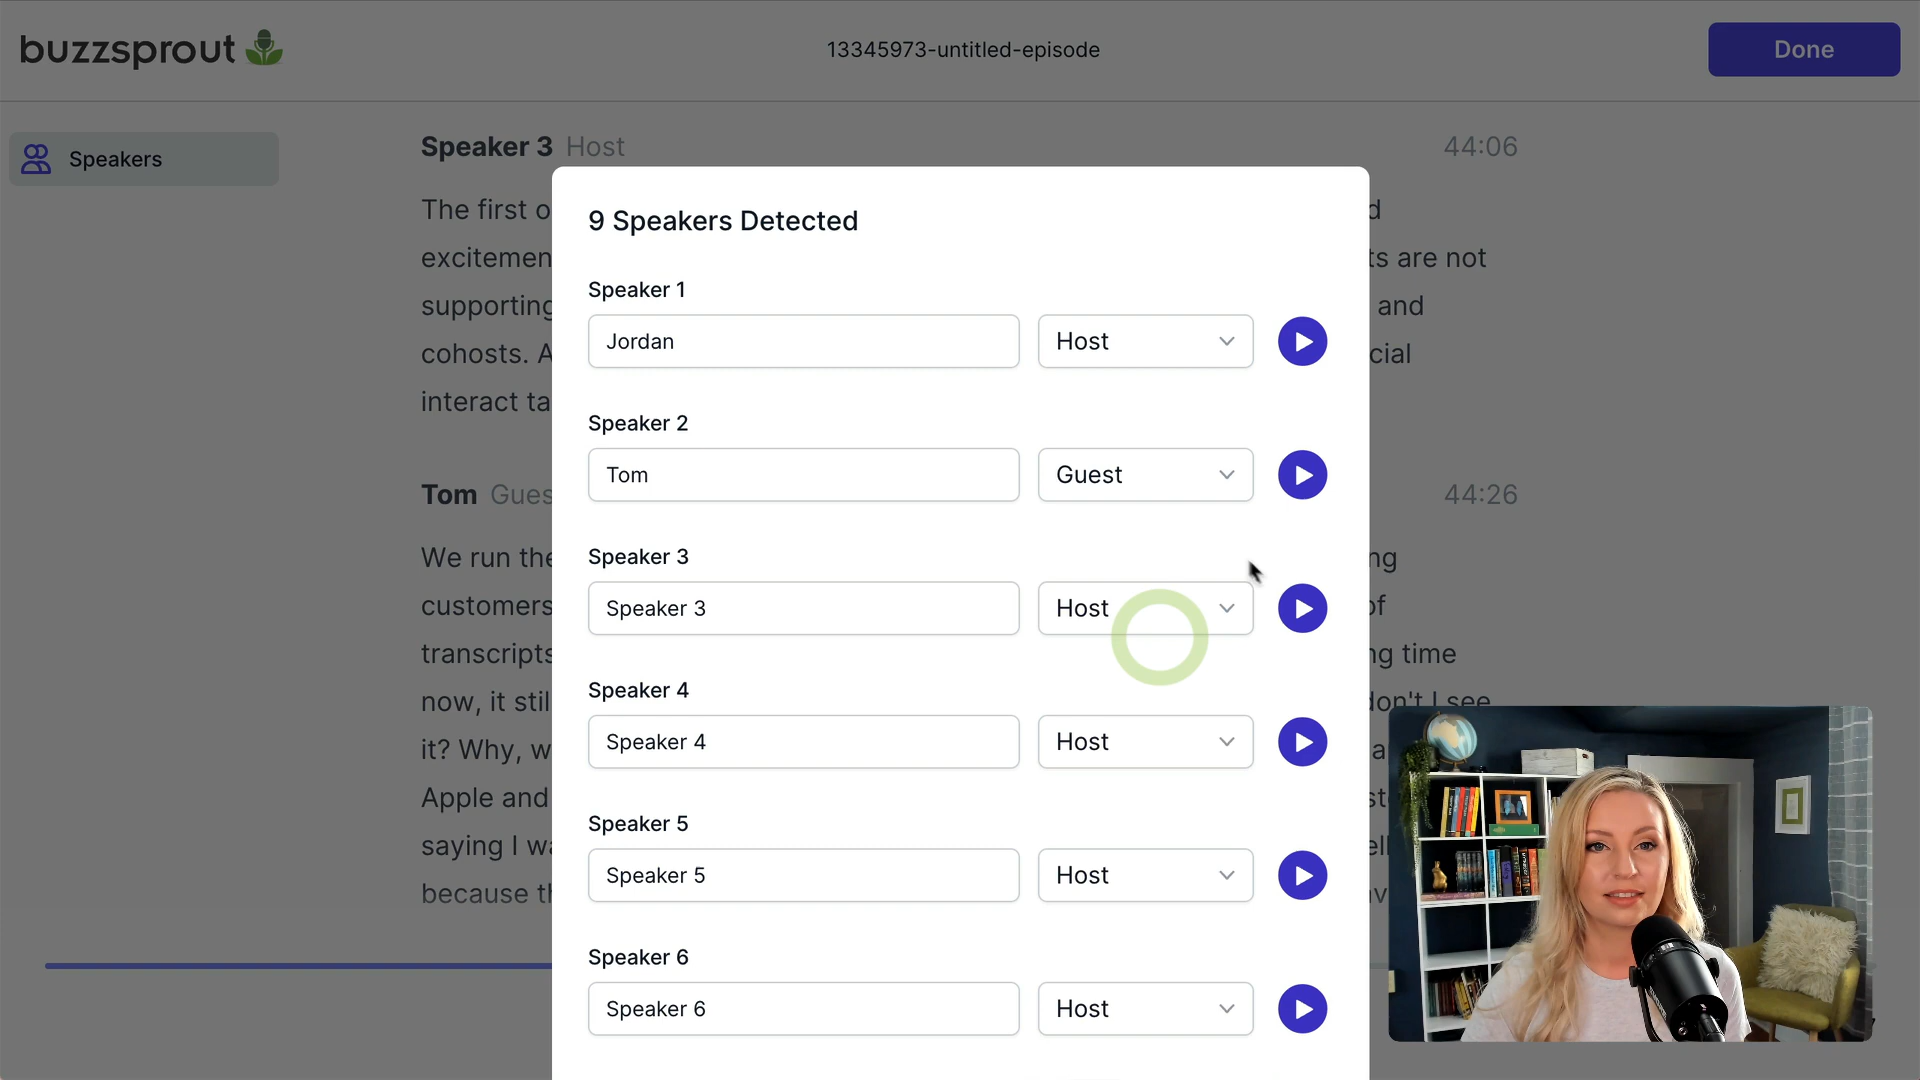 buzzsprout
13345973-untitled-episode
Done
Speakers
Speaker 3 Host
44:06
The first o
excitemen
ts are not
supporting
and
cohosts. A
cial
interact ta
Tom Gues
44:26
We run the
ng
customers
of
transcripts
ng time
now, it stil
don't I see
it? Why, w
Apple and
saying I wa
because th
9 Speakers Detected
Speaker 1
Jordan
Host
Speaker 2
Tom
Guest
Speaker 3
Speaker 3
Host
Speaker 4
Speaker 4
Host
Speaker 5
Speaker 5
Host
Speaker 6
Speaker 6
Host